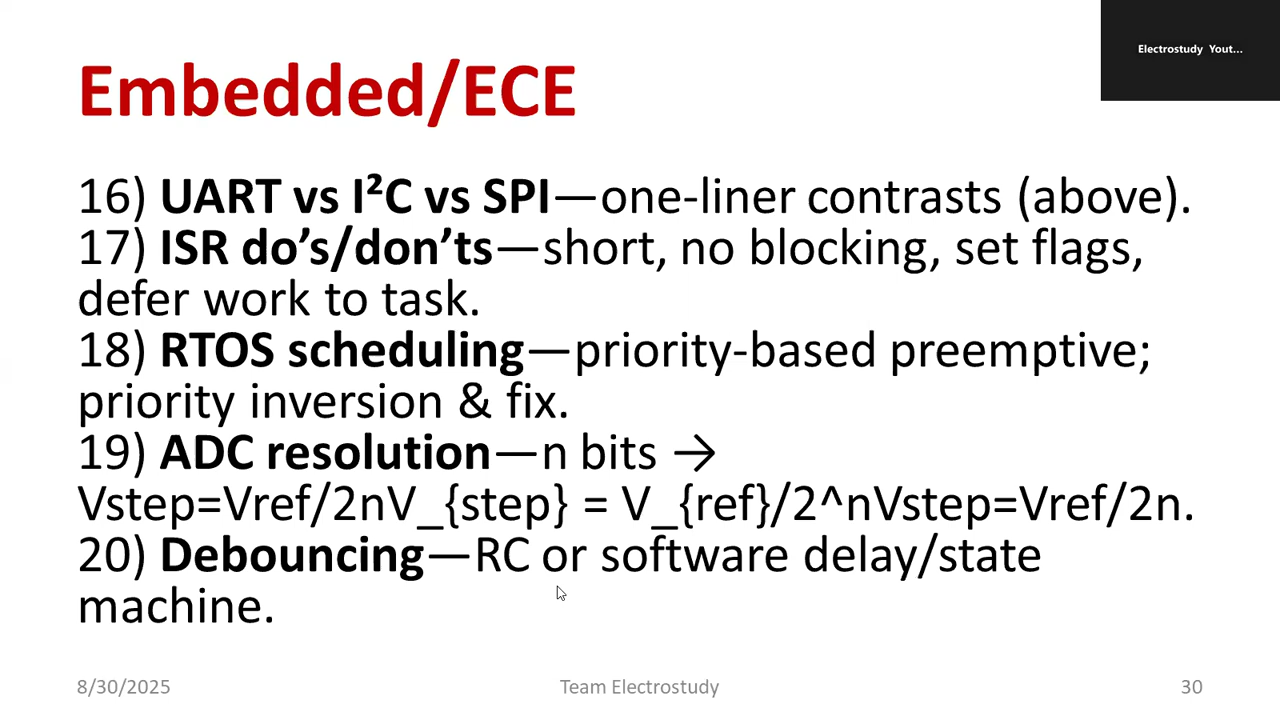 Electrostudy Yout...
Embedded/ECE
16) UART vs I²C vs SPI—one-liner contrasts (above).
17) ISR do’s/don’ts—short, no blocking, set flags,
defer work to task.
18) RTOS scheduling—priority-based preemptive;
priority inversion & fix.
19) ADC resolution—n bits →
Vstep=Vref/2nV_{step} = V_{ref}/2^nVstep=Vref/2n.
20) Debouncing—RC or software delay/state
machine.
8/30/2025 Team Electrostudy 30